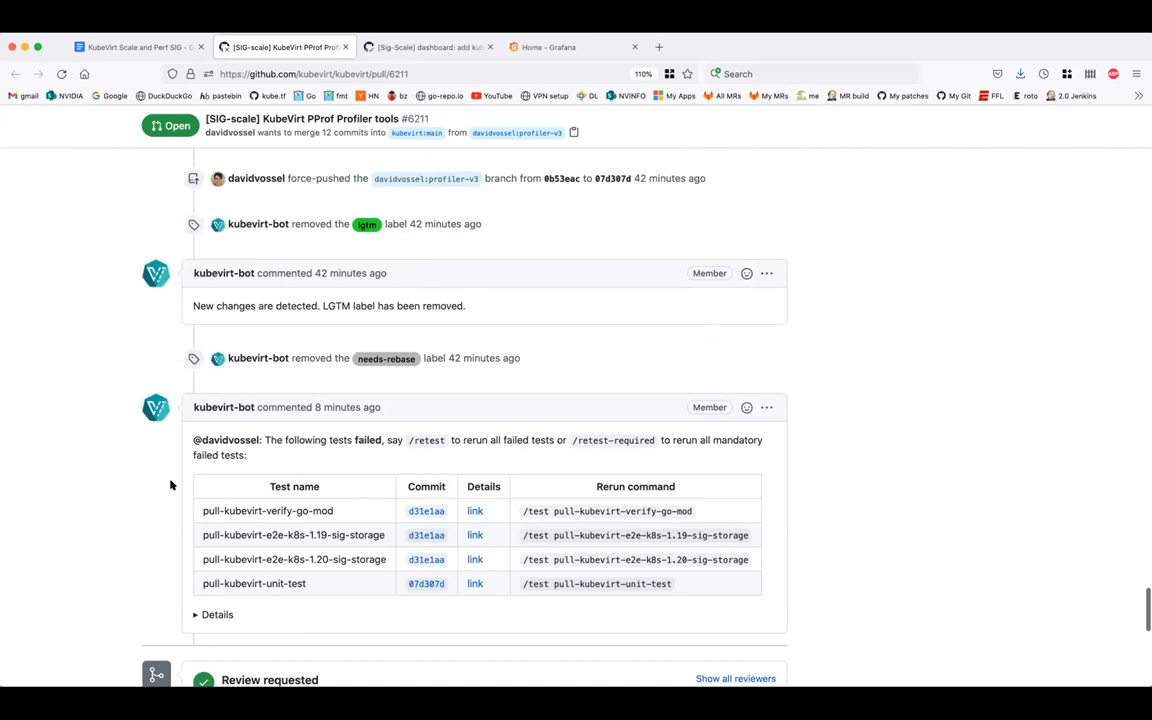 KubeVirt Scale and Perf SIG - G
[SIG-scale] KubeVirt PProf Profi
[Sig-Scale] dashboard: add kub
Home - Grafana
https://github.com/kubevirt/kubevirt/pull/6211
110%
Search
gmail
NVIDIA
Google
DuckDuckGo
pastebin
kube.tf
Go
fmt
HN
bz
go-repo.io
YouTube
VPN setup
DL
NVINFO
My Apps
All MRs
My MRs
me
MR build
My patches
My Git
FFL
roto
2.0 Jenkins
Open
[SIG-scale] KubeVirt PProf Profiler tools #6211
davidvossel wants to merge 12 commits into kubevirt:main from davidvossel:profiler-v3
davidvossel force-pushed the davidvossel:profiler-v3 branch from 0b53eac to 07d307d 42 minutes ago
kubevirt-bot removed the lgtm label 42 minutes ago
kubevirt-bot commented 42 minutes ago
Member
New changes are detected. LGTM label has been removed.
kubevirt-bot removed the needs-rebase label 42 minutes ago
kubevirt-bot commented 8 minutes ago
Member
@davidvossel: The following tests failed, say /retest to rerun all failed tests or /retest-required to rerun all mandatory
failed tests:
Test name Commit Details Rerun command
pull-kubevirt-verify-go-mod d31e1aa link /test pull-kubevirt-verify-go-mod
pull-kubevirt-e2e-k8s-1.19-sig-storage d31e1aa link /test pull-kubevirt-e2e-k8s-1.19-sig-storage
pull-kubevirt-e2e-k8s-1.20-sig-storage d31e1aa link /test pull-kubevirt-e2e-k8s-1.20-sig-storage
pull-kubevirt-unit-test 07d307d link /test pull-kubevirt-unit-test
Details
Review requested
Show all reviewers